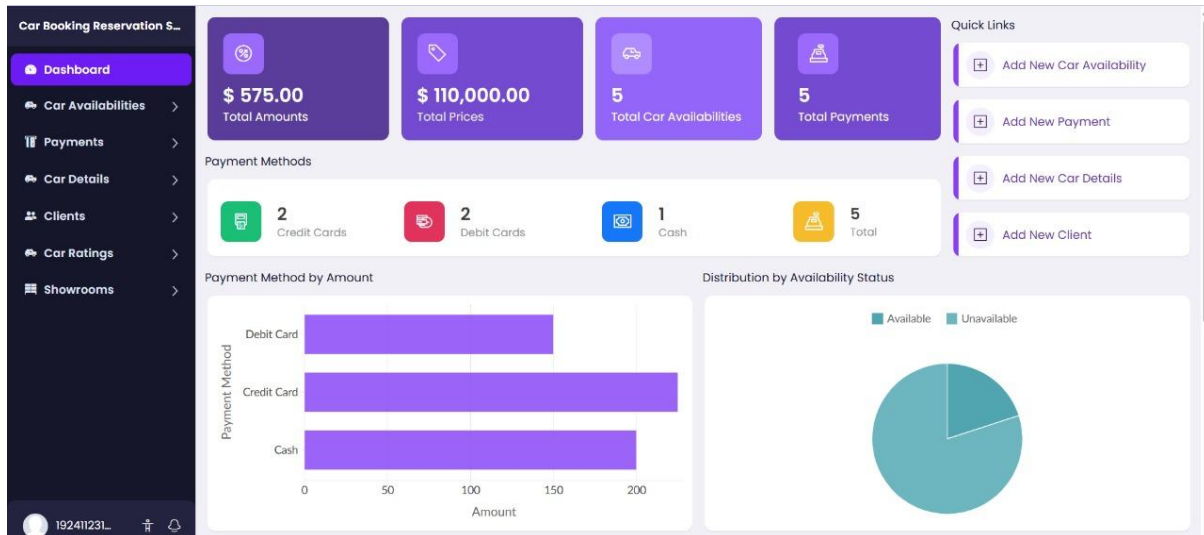 Car Booking Reservation S...
Dashboard
Car Availabilities
Payments
Car Details
Clients
Car Ratings
Showrooms
192411231...
$ 575.00
Total Amounts
$ 110,000.00
Total Prices
5
Total Car Availabilities
5
Total Payments
Payment Methods
2
Credit Cards
2
Debit Cards
1
Cash
5
Total
Payment Method by Amount
Payment Method
Debit Card
Credit Card
Cash
0 50 100 150 200
Amount
Distribution by Availability Status
Available Unavailable
Quick Links
Add New Car Availability
Add New Payment
Add New Car Details
Add New Client